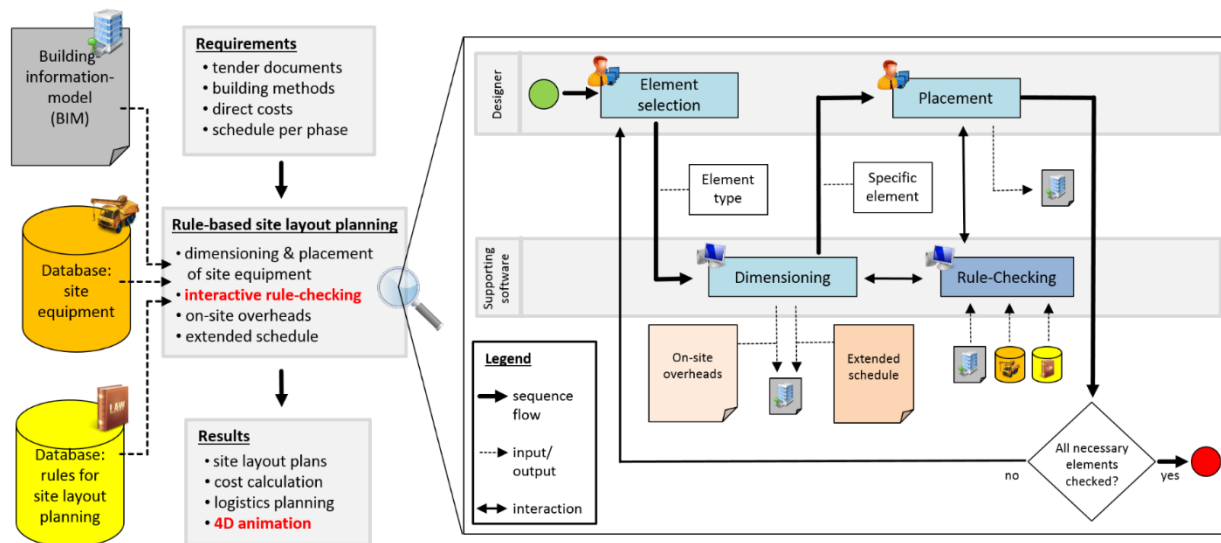 Building-
information-
model
(BIM)
Database:
site
equipment
LAW
Database:
rules for
site layout
planning
Requirements
• tender documents
• building methods
• direct costs
• schedule per phase
Rule-based site layout planning
• dimensioning & placement
of site equipment
• interactive rule-checking
• on-site overheads
• extended schedule
Results
• site layout plans
• cost calculation
• logistics planning
• 4D animation
Designer
Element
selection
Placement
Element
type
Specific
element
Supporting
software
Dimensioning
Rule-Checking
On-site
overheads
Extended
schedule
Legend
sequence
flow
input/
output
interaction
All necessary
elements
checked?
no
yes